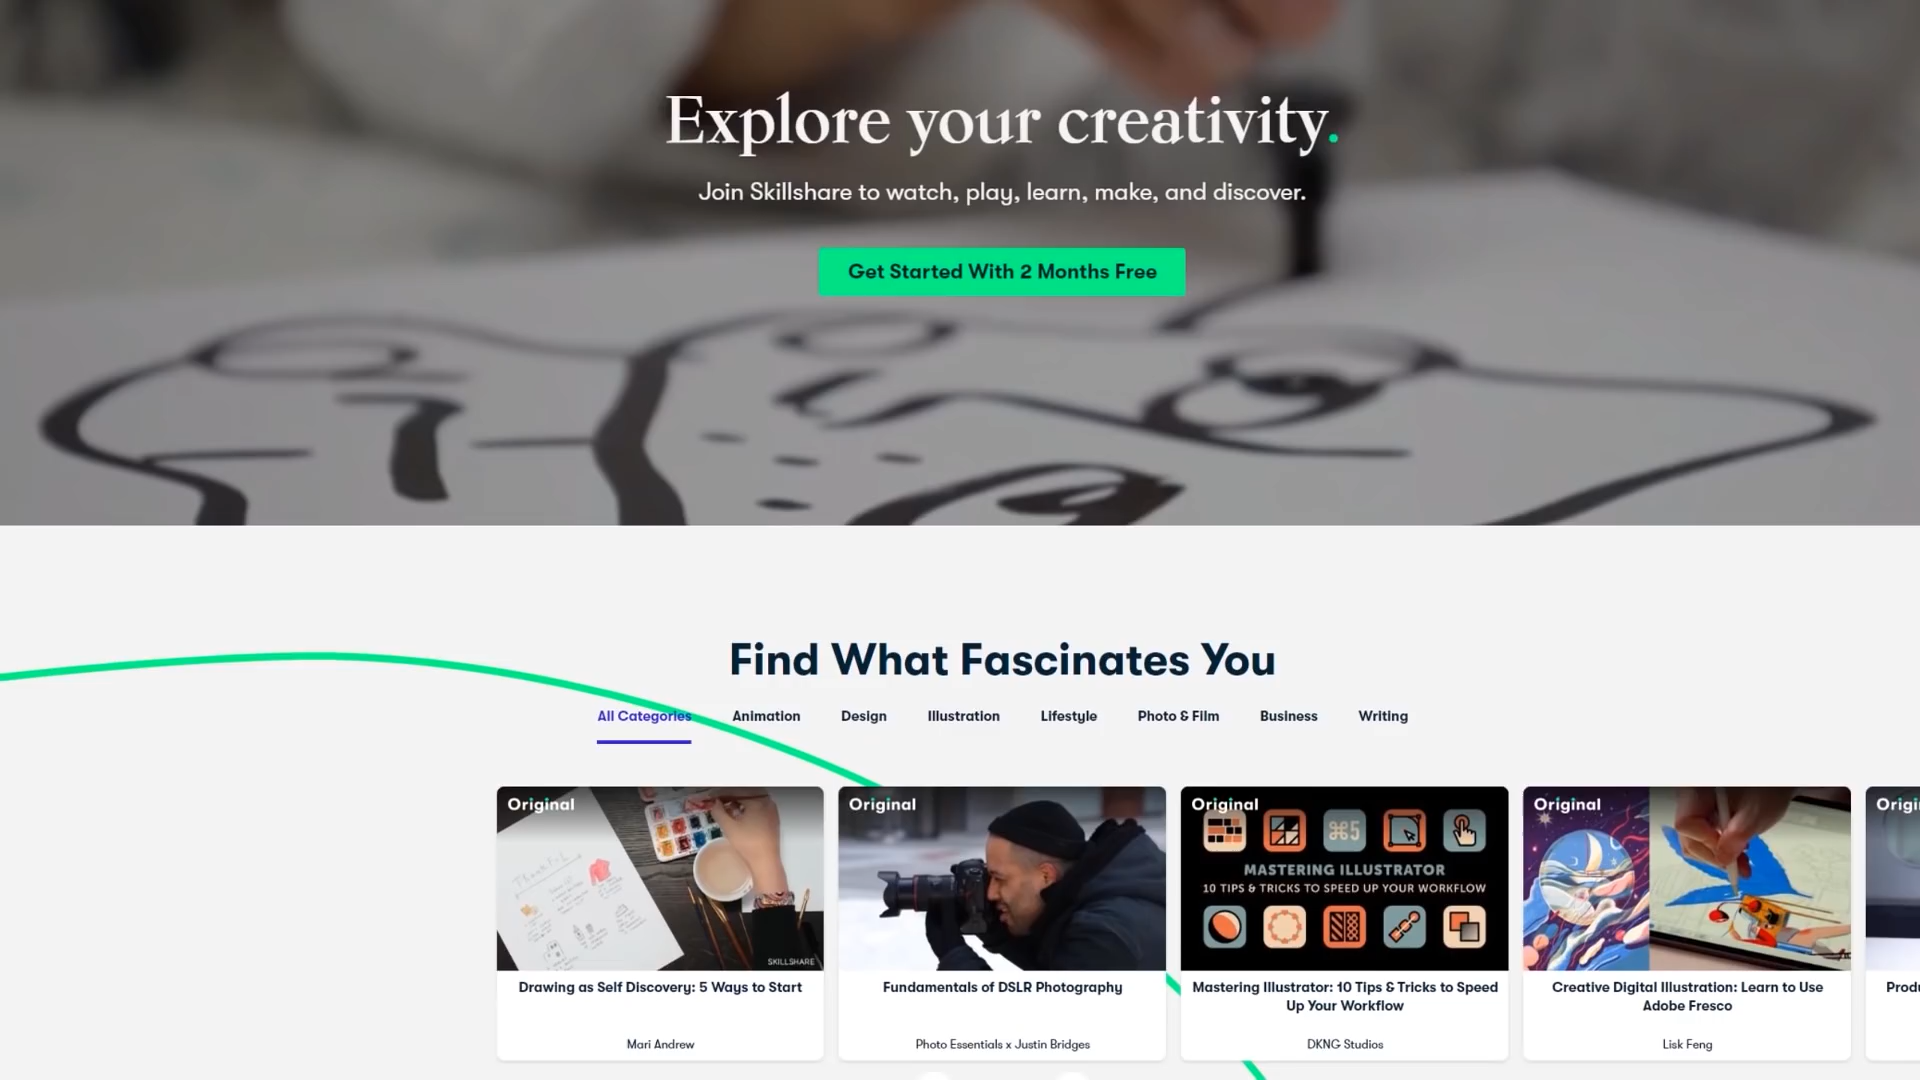 Explore your creativity.
Join Skillshare to watch, play, learn, make, and discover.
Get Started With 2 Months Free
Find What Fascinates You
All Categories Animation Design Illustration Lifestyle Photo & Film Business Writing
Original Original Original Original
⌘5
MASTERING ILLUSTRATOR
10 TIPS & TRICKS TO SPEED UP YOUR WORKFLOW
SKILLSHARE
Drawing as Self Discovery: 5 Ways to Start
Mari Andrew
Fundamentals of DSLR Photography
Photo Essentials x Justin Bridges
Mastering Illustrator: 10 Tips & Tricks to Speed
Up Your Workflow
DKNG Studios
Creative Digital Illustration: Learn to Use
Adobe Fresco
Lisk Feng